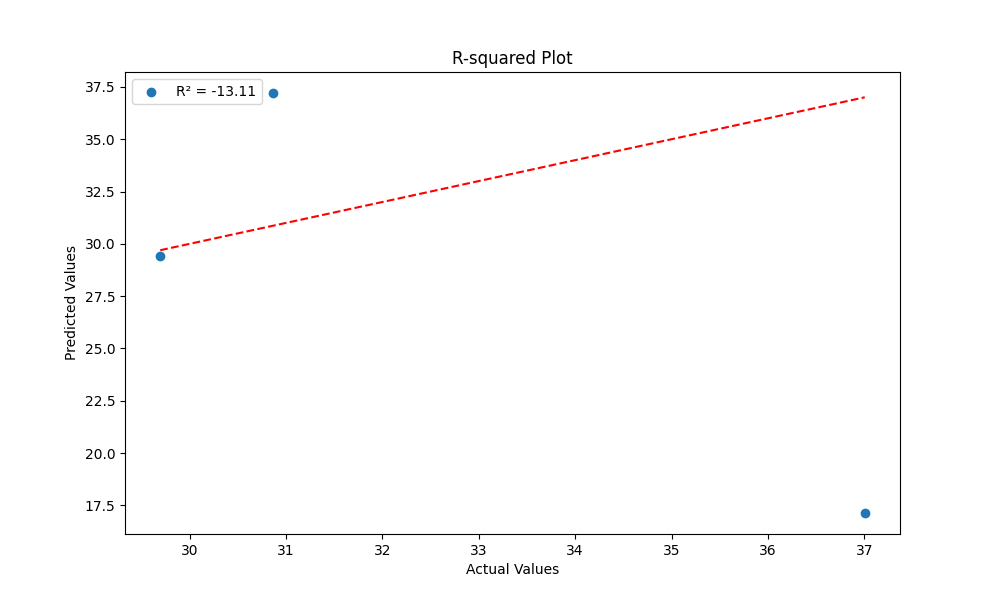 R-squared Plot
R² = -13.11
37.5
35.0
32.5
30.0
27.5
25.0
22.5
20.0
17.5
Predicted Values
30 31 32 33 34 35 36 37
Actual Values